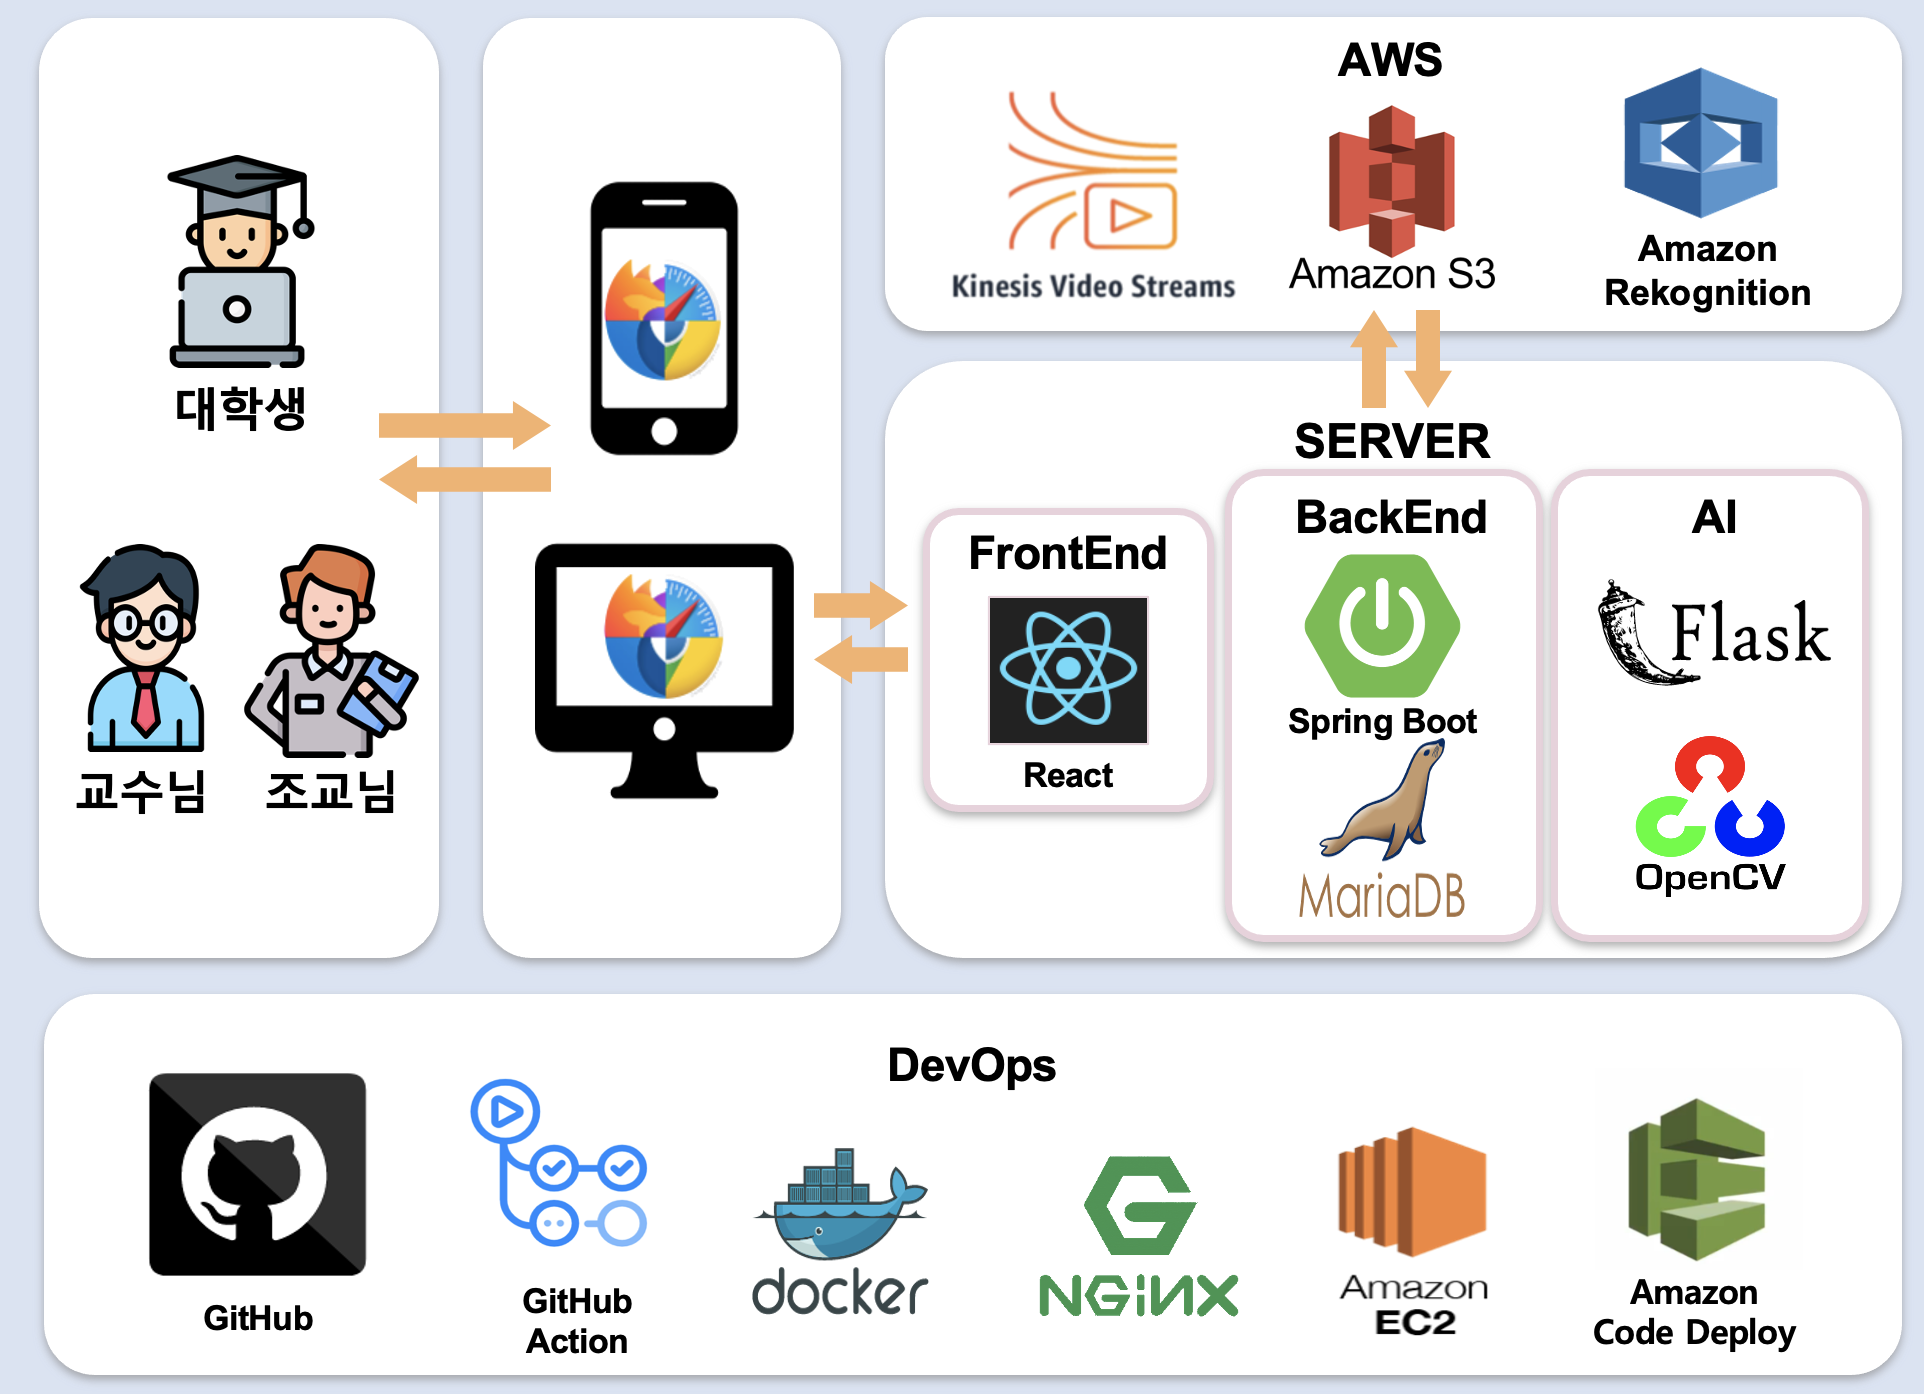 대학생
교수님
조교님
AWS
Kinesis Video Streams
Amazon S3
Amazon
Rekognition
SERVER
FrontEnd
React
BackEnd
Spring Boot
MariaDB
AI
Flask
OpenCV
DevOps
GitHub
GitHub
Action
docker
NGiNX
Amazon
EC2
Amazon
Code Deploy